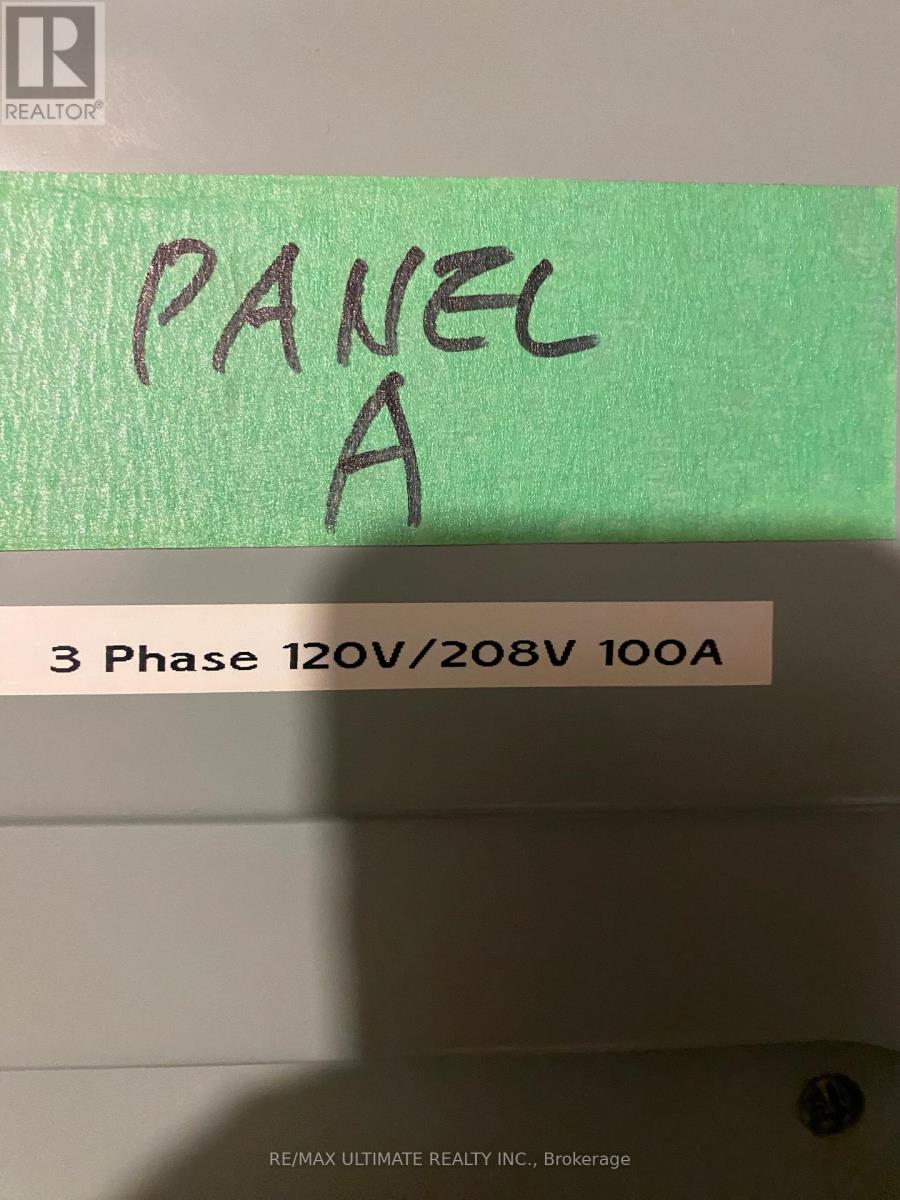 REALTOR®
PANEL
A
3 Phase 120V/208V 100A
RE/MAX ULTIMATE REALTY INC., Brokerage